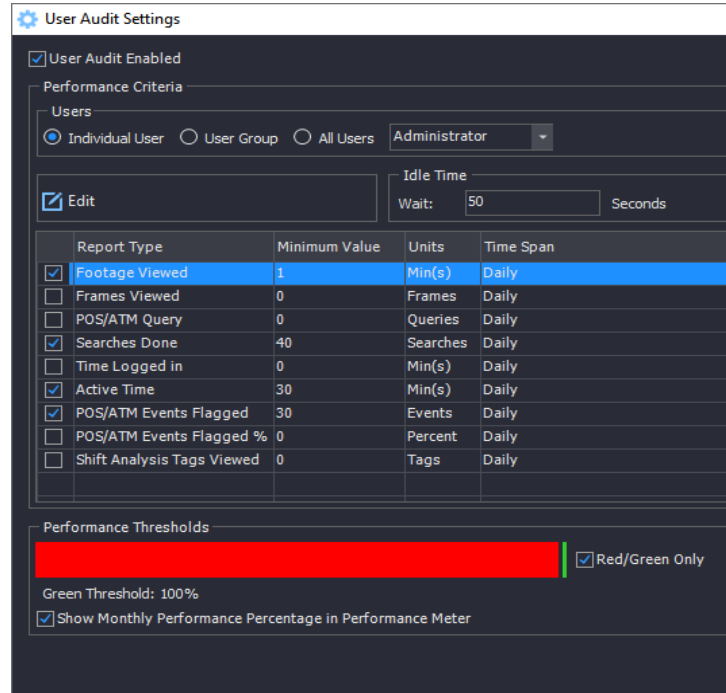 User Audit Settings
User Audit Enabled
Performance Criteria
Users
Individual User User Group All Users Administrator
Idle Time
Edit Wait: 50 Seconds
Report Type Minimum Value Units Time Span
Footage Viewed 1 Min(s) Daily
Frames Viewed 0 Frames Daily
POS/ATM Query 0 Queries Daily
Searches Done 40 Searches Daily
Time Logged in 0 Min(s) Daily
Active Time 30 Min(s) Daily
POS/ATM Events Flagged 30 Events Daily
POS/ATM Events Flagged % 0 Percent Daily
Shift Analysis Tags Viewed 0 Tags Daily
Performance Thresholds
Red/Green Only
Green Threshold: 100%
Show Monthly Performance Percentage in Performance Meter